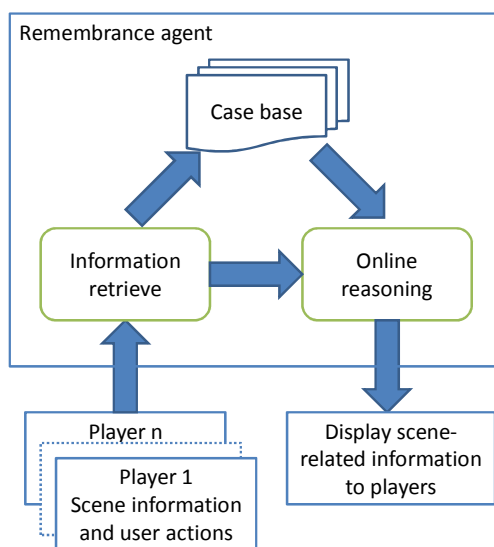 Remembrance agent
Case base
Information
retrieve
Online
reasoning
Player n
Player 1
Scene information
and user actions
Display scene-
related information
to players